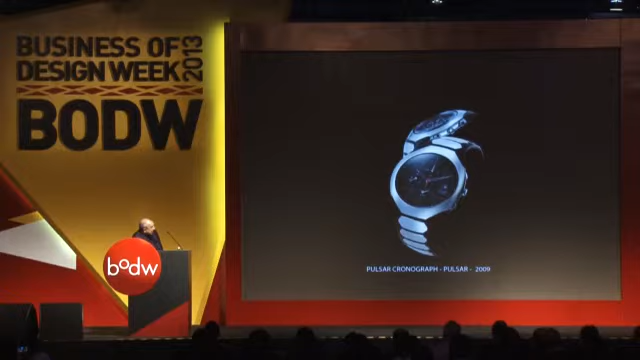 BUSINESS OF
DESIGN WEEK
2013
BODW
bodw
PULSAR CRONOGRAPH - PULSAR - 2009